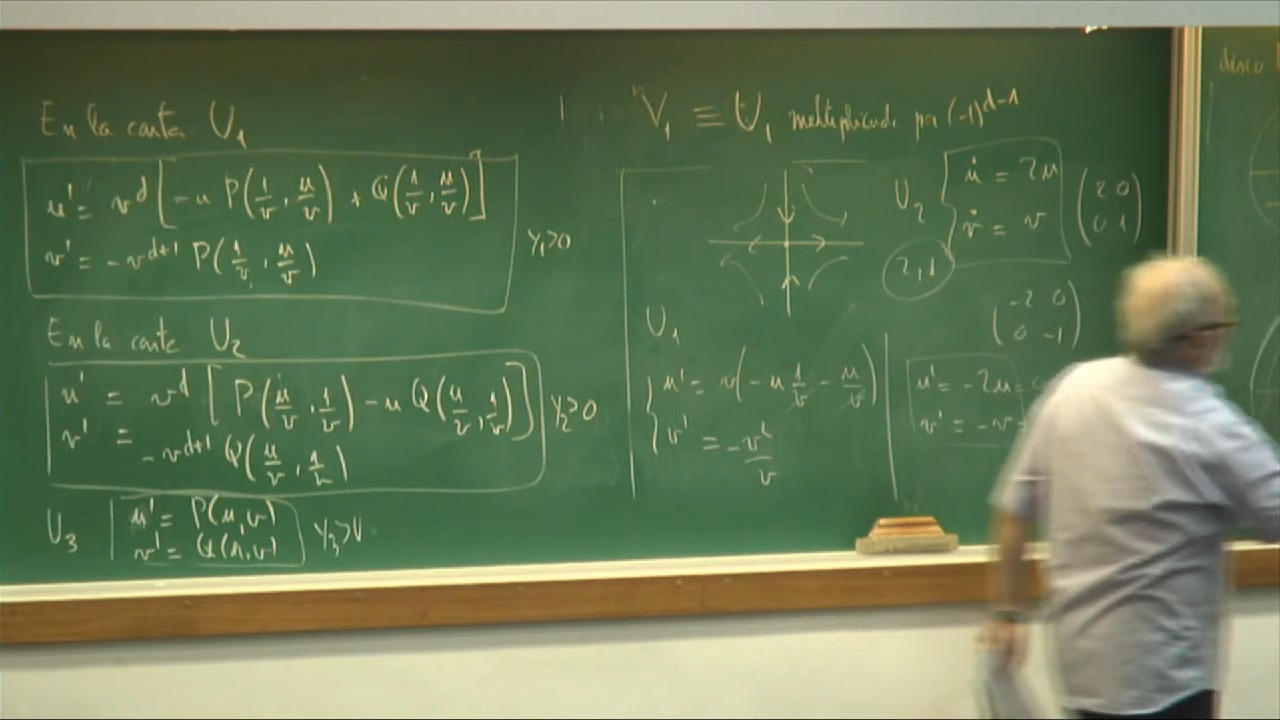 En la carta U₁
u' = v^d [ -u P(1/v, u/v) + Q(1/v, u/v) ]
v' = -v^{d+1} P(1/v, u/v)
y₁>0
En la carta U₂
u' = v^d [ P(u/v, 1/v) - u Q(u/v, 1/v) ]
v' = -v^{d+1} Q(u/v, 1/v)
y₂>0
U₃
u' = P(u,v)
v' = Q(u,v)
y₃>0
V₁ ≡ U₁ multiplicado por (-1)^{d-1}
U₂
u̇ = 2u
v̇ = v
(2 0
0 1)
2,1
(-2 0
0 -1)
U₁
u' = v(-u 1/v - u/v)
v' = -v²/v
u' = -2u
v' = -v
disco